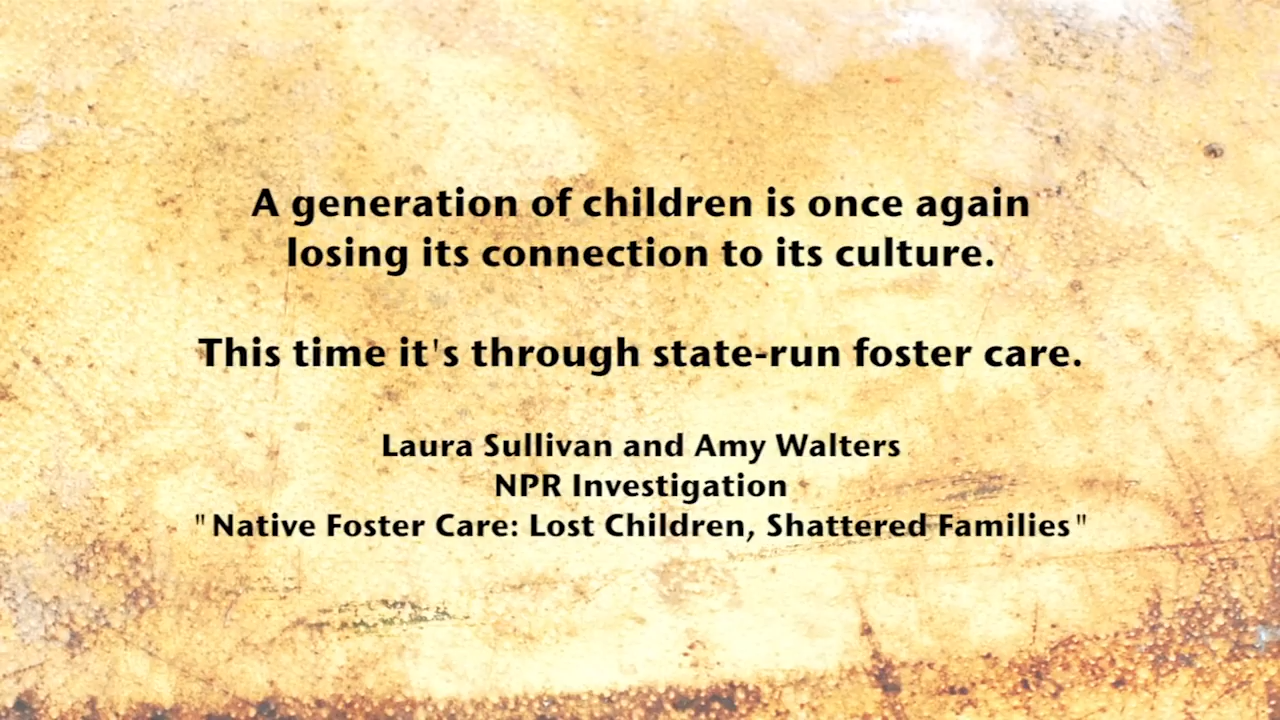 A generation of children is once again
losing its connection to its culture.
This time it's through state-run foster care.
Laura Sullivan and Amy Walters
NPR Investigation
"Native Foster Care: Lost Children, Shattered Families"